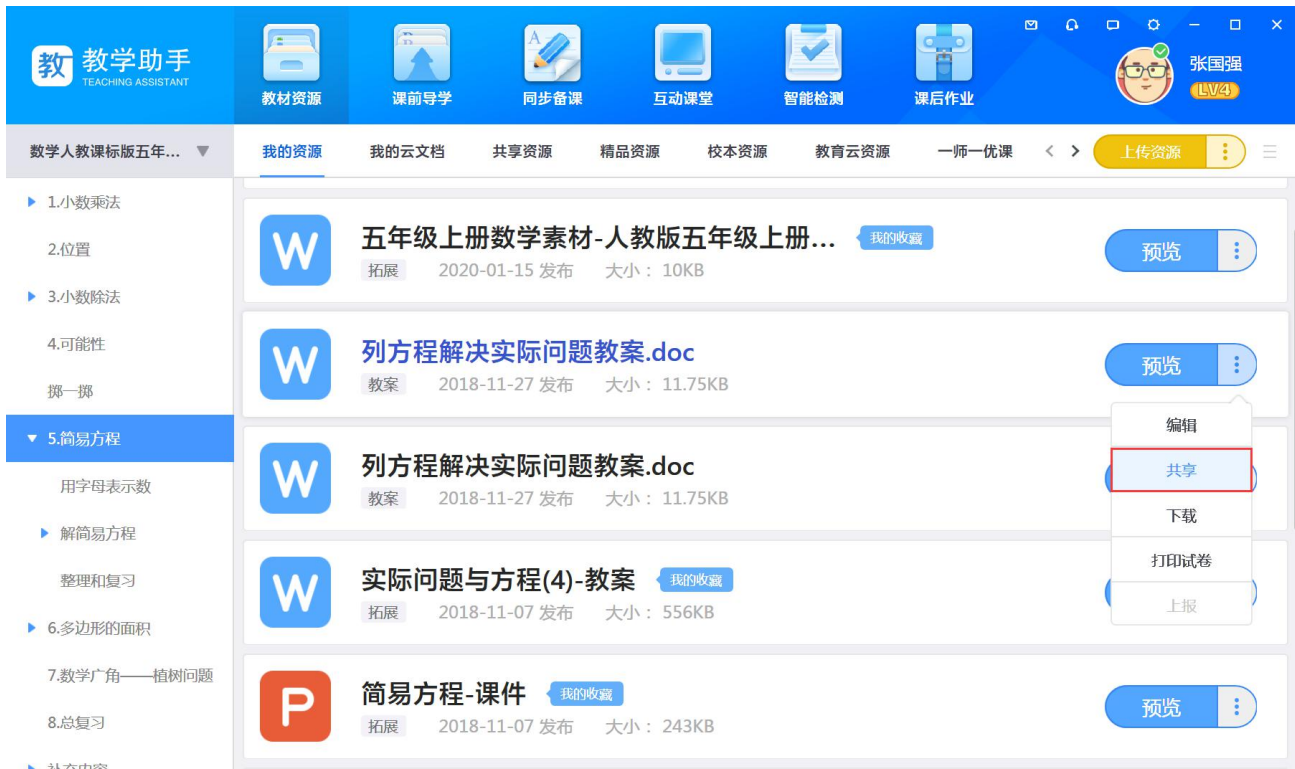 教 教学助手
TEACHING ASSISTANT
教材资源 课前导学 同步备课 互动课堂 智能检测 课后作业
张国强
LV4
数学人教课标版五年...
我的资源 我的云文档 共享资源 精品资源 校本资源 教育云资源 一师一优课 上传资源
1.小数乘法
2.位置
3.小数除法
4.可能性
掷一掷
5.简易方程
用字母表示数
解简易方程
整理和复习
6.多边形的面积
7.数学广角——植树问题
8.总复习
补充内容
W 五年级上册数学素材-人教版五年级上册... 我的收藏
拓展 2020-01-15 发布 大小： 10KB
预览
W 列方程解决实际问题教案.doc
教案 2018-11-27 发布 大小： 11.75KB
预览
编辑
共享
下载
打印试卷
上报
W 列方程解决实际问题教案.doc
教案 2018-11-27 发布 大小： 11.75KB
W 实际问题与方程(4)-教案 我的收藏
拓展 2018-11-07 发布 大小： 556KB
P 简易方程-课件 我的收藏
拓展 2018-11-07 发布 大小： 243KB
预览